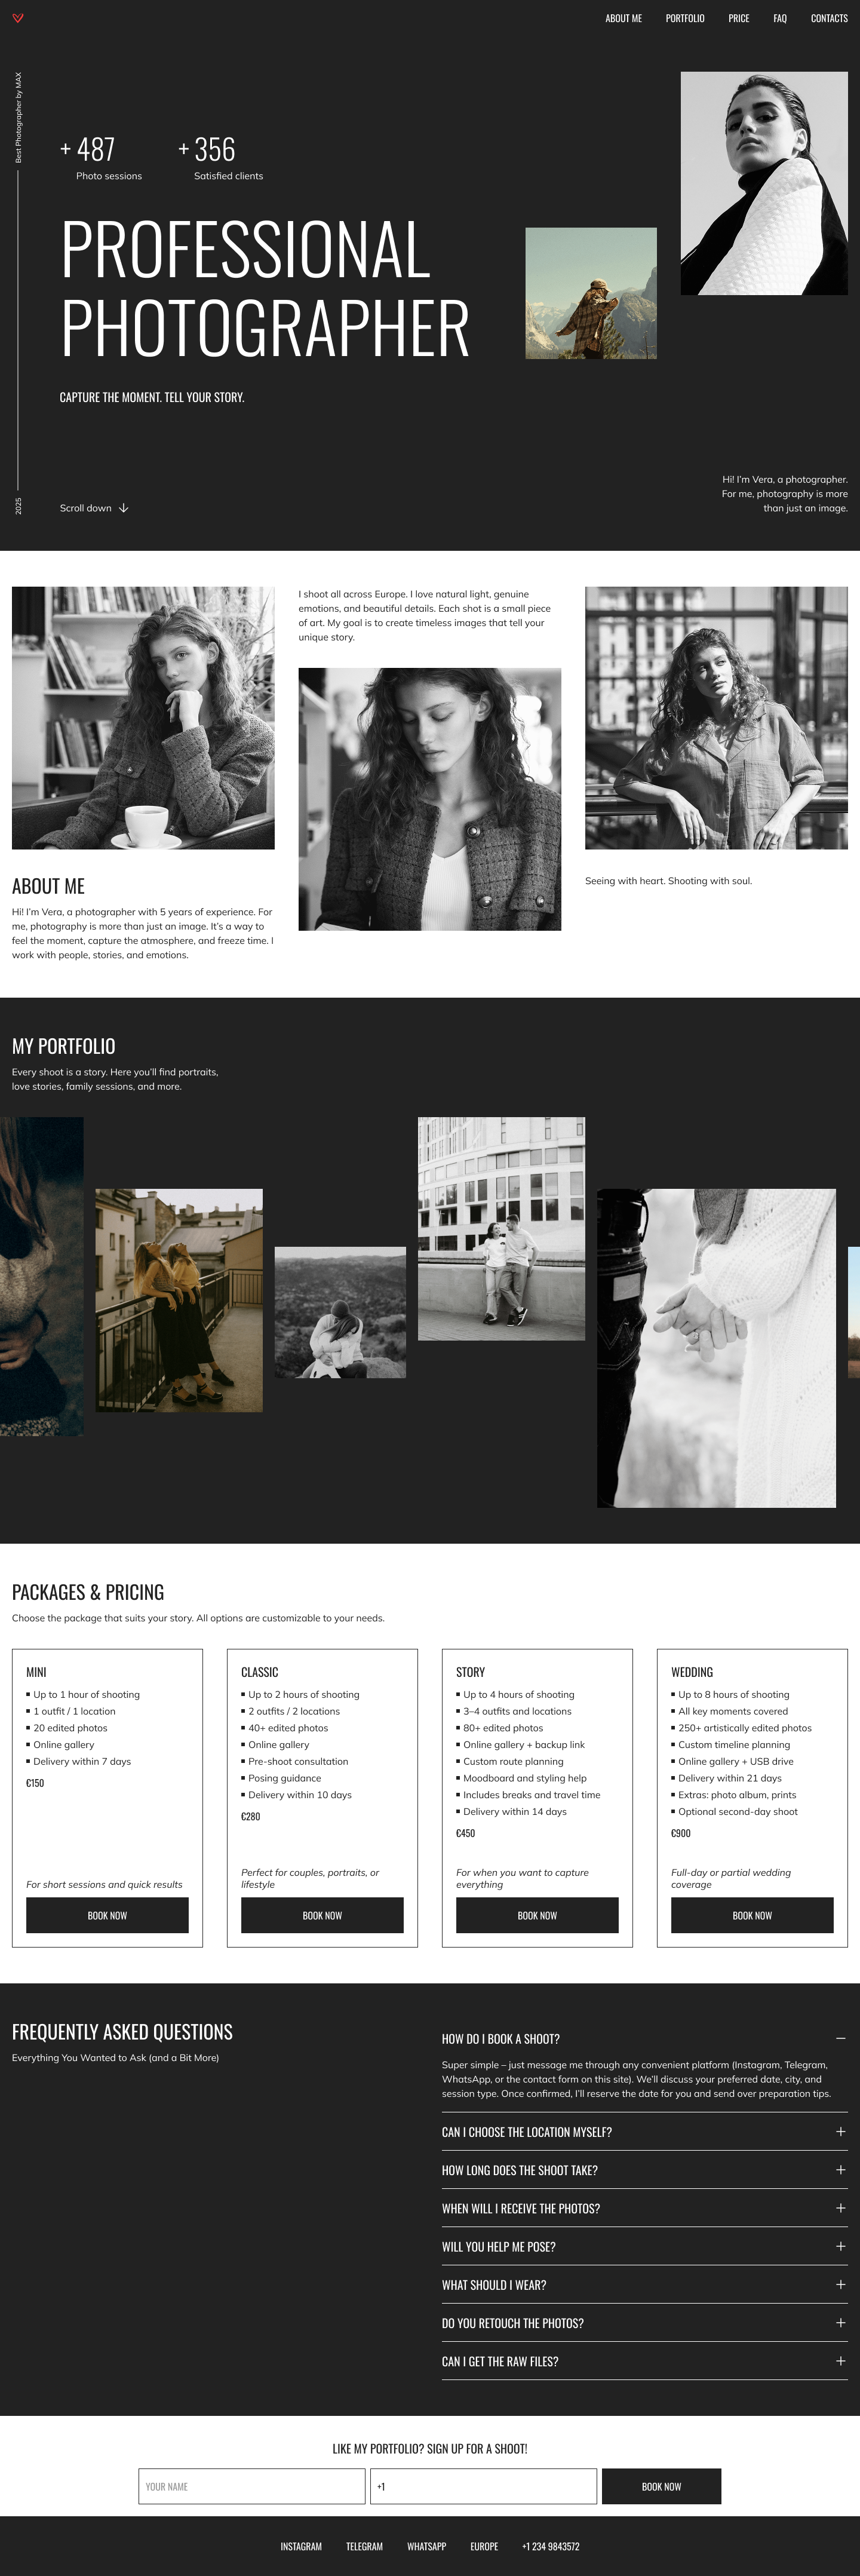 ABOUT ME
PORTFOLIO
PRICE
FAQ
CONTACTS
Best Photographer by MAX
2025
+ 487
Photo sessions
+ 356
Satisfied clients
PROFESSIONAL
PHOTOGRAPHER
CAPTURE THE MOMENT. TELL YOUR STORY.
Scroll down
Hi! I'm Vera, a photographer.
For me, photography is more
than just an image.
ABOUT ME
Hi! I'm Vera, a photographer with 5 years of experience. For
me, photography is more than just an image. It's a way to
feel the moment, capture the atmosphere, and freeze time. I
work with people, stories, and emotions.
I shoot all across Europe. I love natural light, genuine
emotions, and beautiful details. Each shot is a small piece
of art. My goal is to create timeless images that tell your
unique story.
Seeing with heart. Shooting with soul.
MY PORTFOLIO
Every shoot is a story. Here you'll find portraits,
love stories, family sessions, and more.
PACKAGES & PRICING
Choose the package that suits your story. All options are customizable to your needs.
MINI
Up to 1 hour of shooting
1 outfit / 1 location
20 edited photos
Online gallery
Delivery within 7 days
€150
For short sessions and quick results
BOOK NOW
CLASSIC
Up to 2 hours of shooting
2 outfits / 2 locations
40+ edited photos
Online gallery
Pre-shoot consultation
Posing guidance
Delivery within 10 days
€280
Perfect for couples, portraits, or
lifestyle
BOOK NOW
STORY
Up to 4 hours of shooting
3–4 outfits and locations
80+ edited photos
Online gallery + backup link
Custom route planning
Moodboard and styling help
Includes breaks and travel time
Delivery within 14 days
€450
For when you want to capture
everything
BOOK NOW
WEDDING
Up to 8 hours of shooting
All key moments covered
250+ artistically edited photos
Custom timeline planning
Online gallery + USB drive
Delivery within 21 days
Extras: photo album, prints
Optional second-day shoot
€900
Full-day or partial wedding
coverage
BOOK NOW
FREQUENTLY ASKED QUESTIONS
Everything You Wanted to Ask (and a Bit More)
HOW DO I BOOK A SHOOT?
Super simple – just message me through any convenient platform (Instagram, Telegram,
WhatsApp, or the contact form on this site). We'll discuss your preferred date, city, and
session type. Once confirmed, I'll reserve the date for you and send over preparation tips.
CAN I CHOOSE THE LOCATION MYSELF?
HOW LONG DOES THE SHOOT TAKE?
WHEN WILL I RECEIVE THE PHOTOS?
WILL YOU HELP ME POSE?
WHAT SHOULD I WEAR?
DO YOU RETOUCH THE PHOTOS?
CAN I GET THE RAW FILES?
LIKE MY PORTFOLIO? SIGN UP FOR A SHOOT!
YOUR NAME
+1
BOOK NOW
INSTAGRAM
TELEGRAM
WHATSAPP
EUROPE
+1 234 9843572